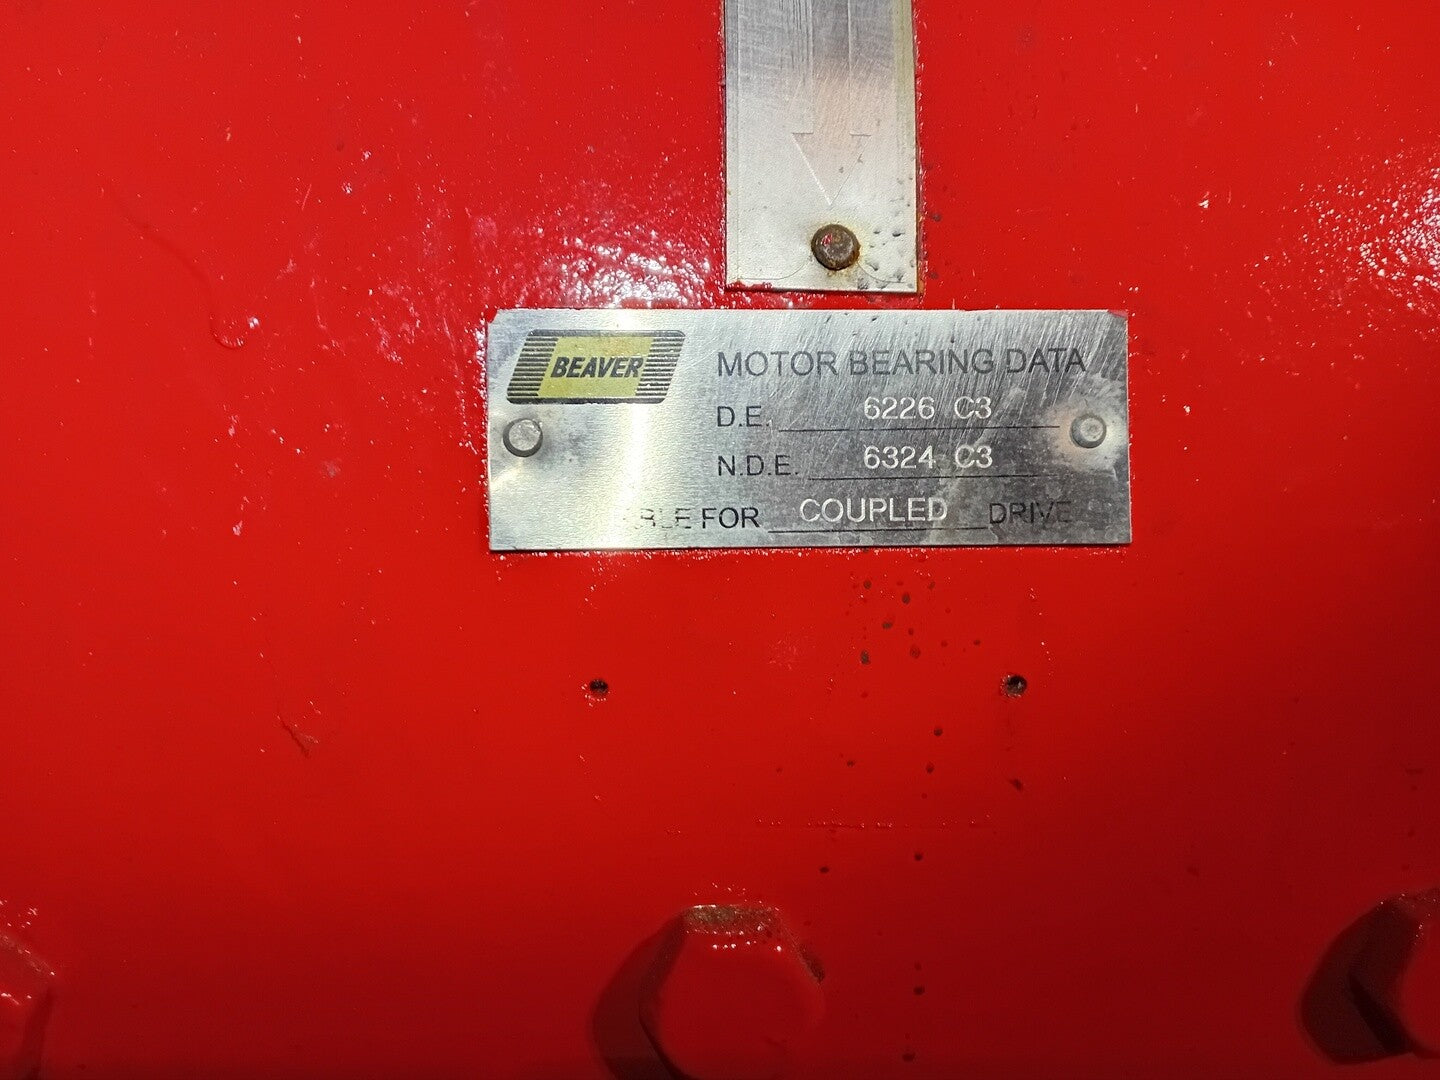 BEAVER
MOTOR BEARING DATA
D.E. 6226 C3
N.D.E. 6324 C3
FOR COUPLED DRIVE